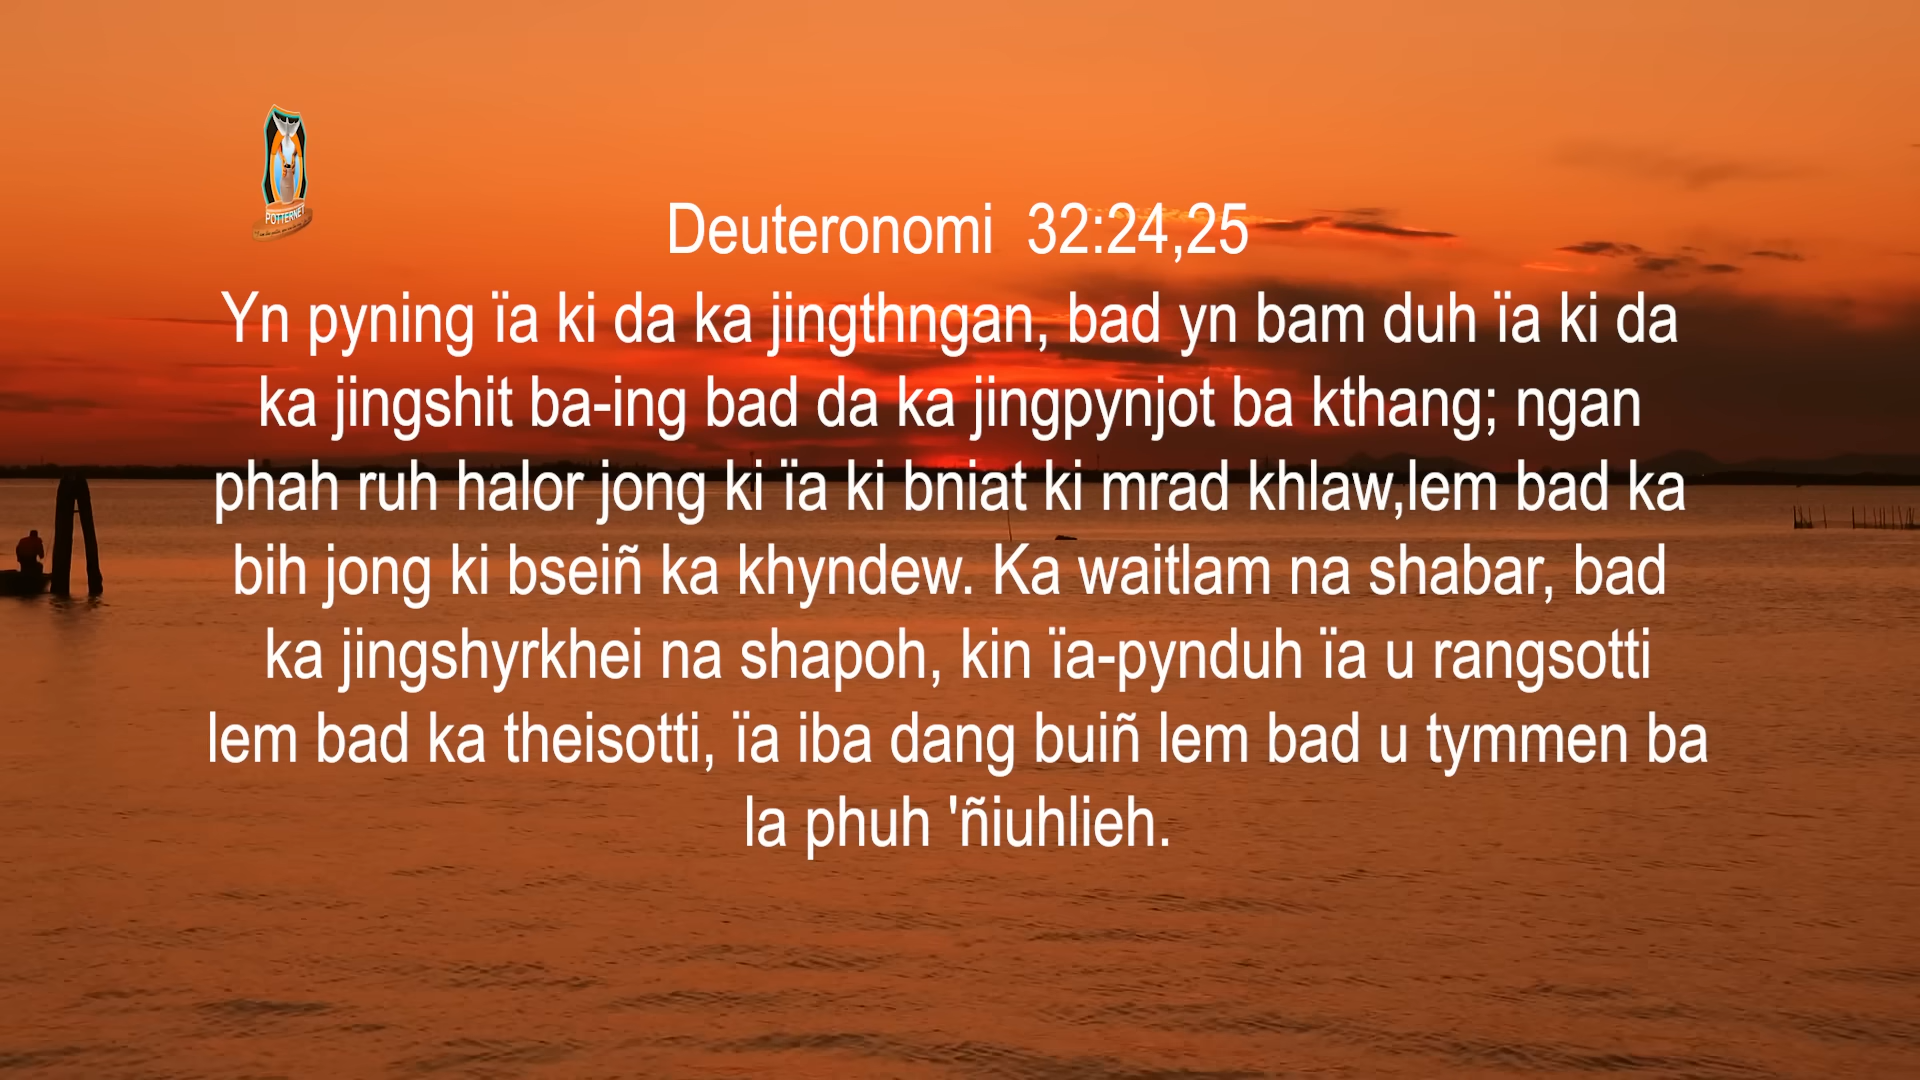 POTTERNET
Deuteronomi 32:24,25
Yn pyning ïa ki da ka jingthngan, bad yn bam duh ïa ki da
ka jingshit ba-ing bad da ka jingpynjot ba kthang; ngan
phah ruh halor jong ki ïa ki bniat ki mrad khlaw,lem bad ka
bih jong ki bseiñ ka khyndew. Ka waitlam na shabar, bad
ka jingshyrkhei na shapoh, kin ïa-pynduh ïa u rangsotti
lem bad ka theisotti, ïa iba dang buiñ lem bad u tymmen ba
la phuh 'ñiuhlieh.